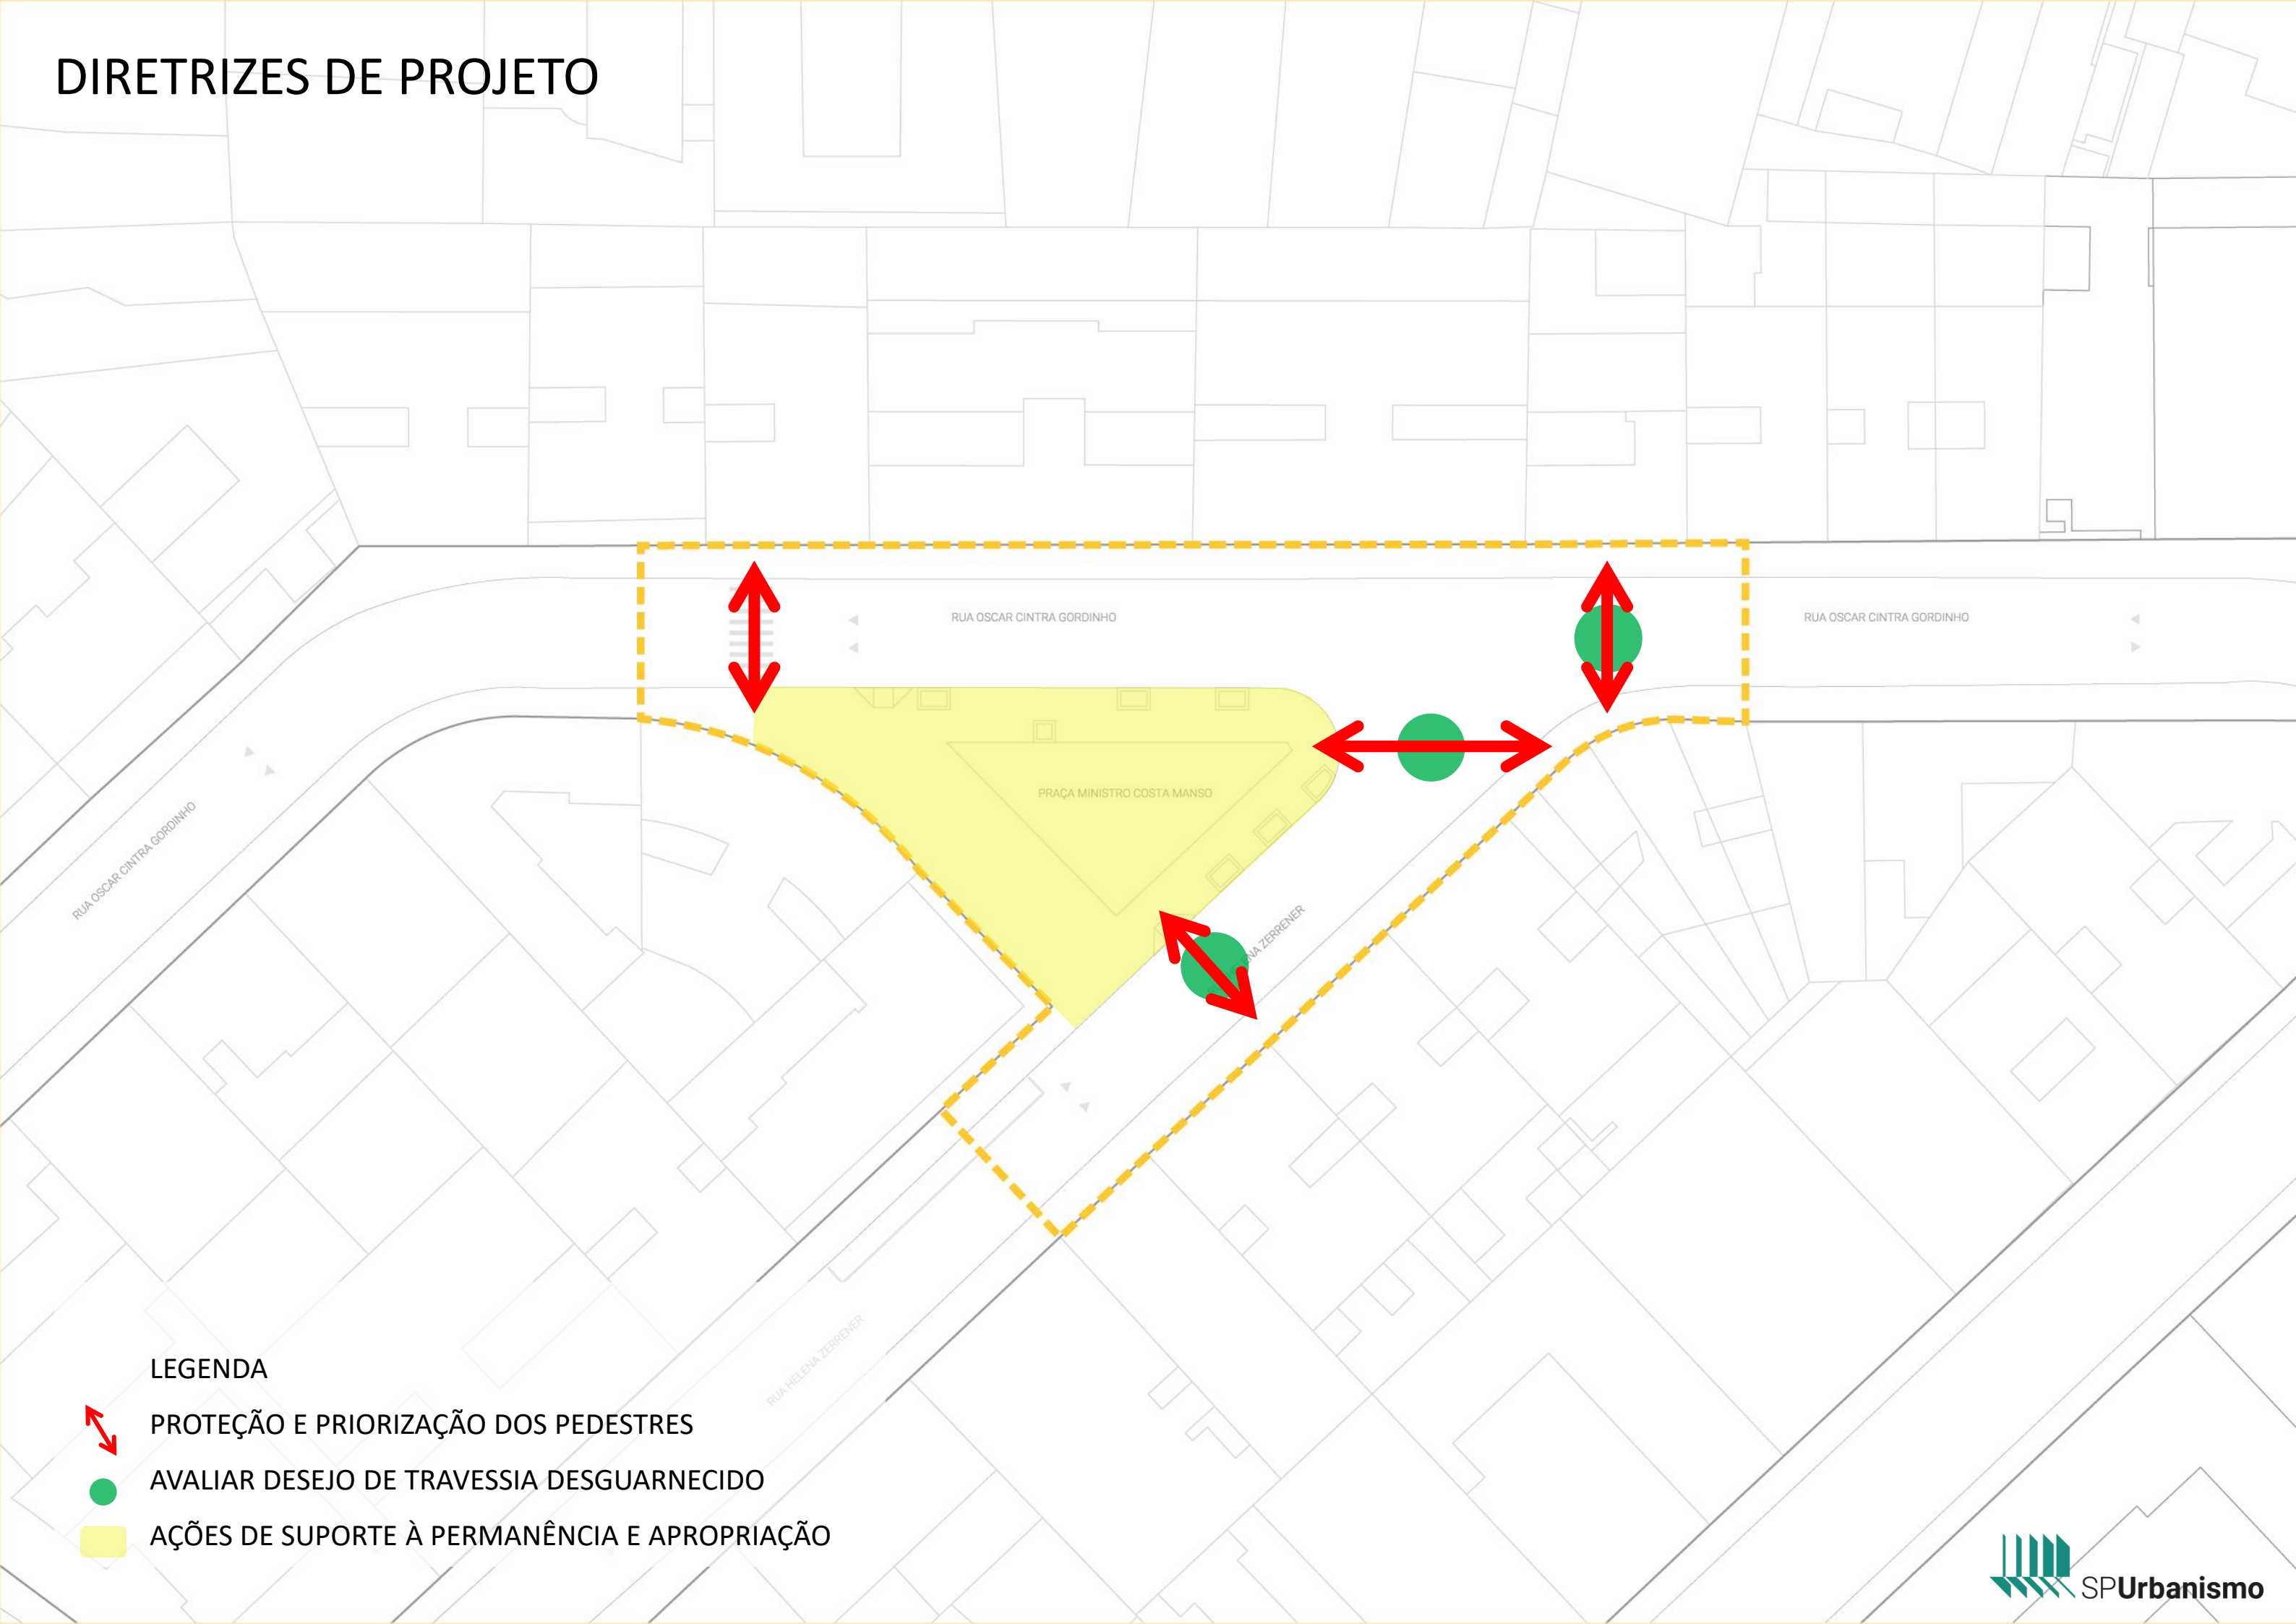 DIRETRIZES DE PROJETO
RUA OSCAR CINTRA GORDINHO
RUA OSCAR CINTRA GORDINHO
PRAÇA MINISTRO COSTA MANSO
RUA OSCAR CINTRA GORDINHO
ZERRENER
RUA HELENA ZERRENER
LEGENDA
PROTEÇÃO E PRIORIZAÇÃO DOS PEDESTRES
AVALIAR DESEJO DE TRAVESSIA DESGUARNECIDO
AÇÕES DE SUPORTE À PERMANÊNCIA E APROPRIAÇÃO
SPUrbanismo